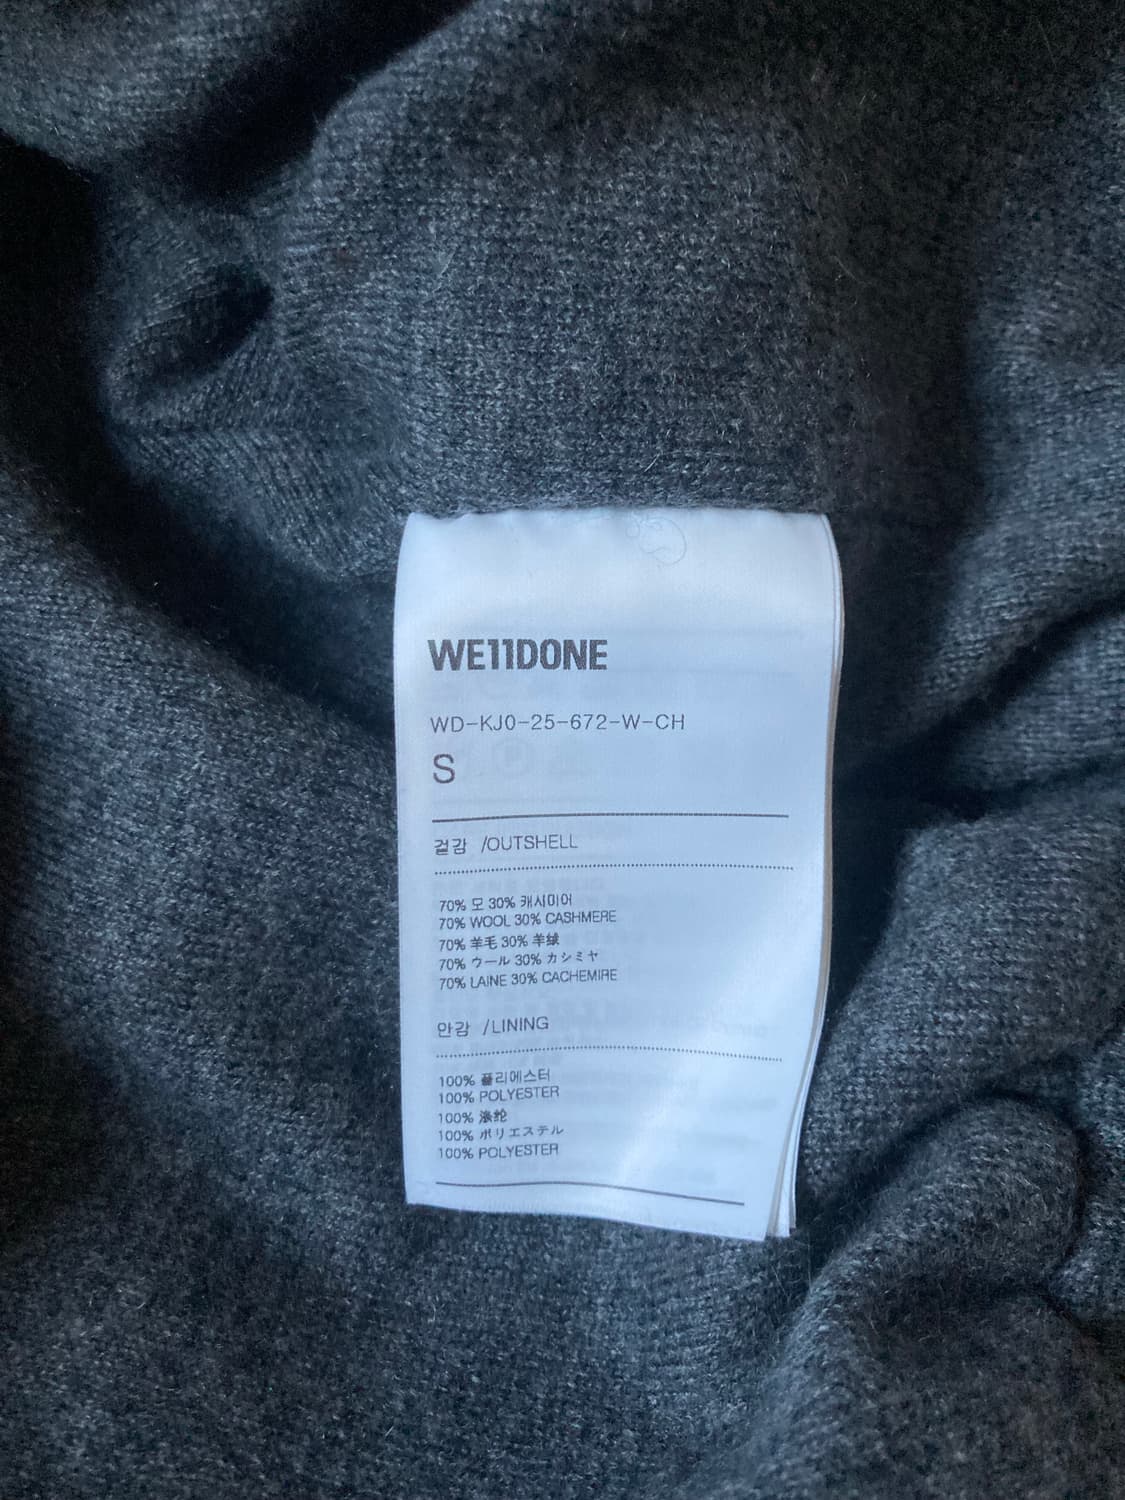 WE11DONE
WD-KJ0-25-672-W-CH
S
겉감 /OUTSHELL
70% 모 30% 캐시미어
70% WOOL 30% CASHMERE
70% 羊毛 30% 羊绒
70% ウール 30% カシミヤ
70% LAINE 30% CACHEMIRE
안감 /LINING
100% 폴리에스터
100% POLYESTER
100% 涤纶
100% ポリエステル
100% POLYESTER